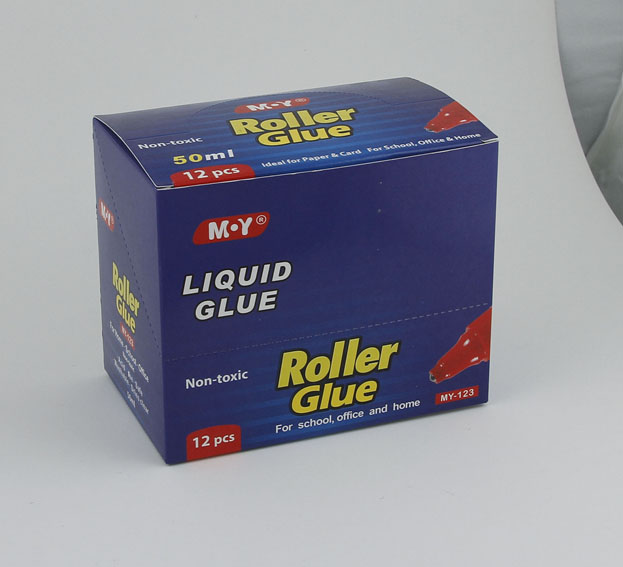 M•Y®
Non-toxic
Roller
Glue
50ml
Ideal for Paper & Card For School, Office & Home
12 pcs
M•Y®
LIQUID
GLUE
Non-toxic
Roller
Glue
For school, office and home
MY-123
12 pcs
M•Y
Roller
Glue
MY-123